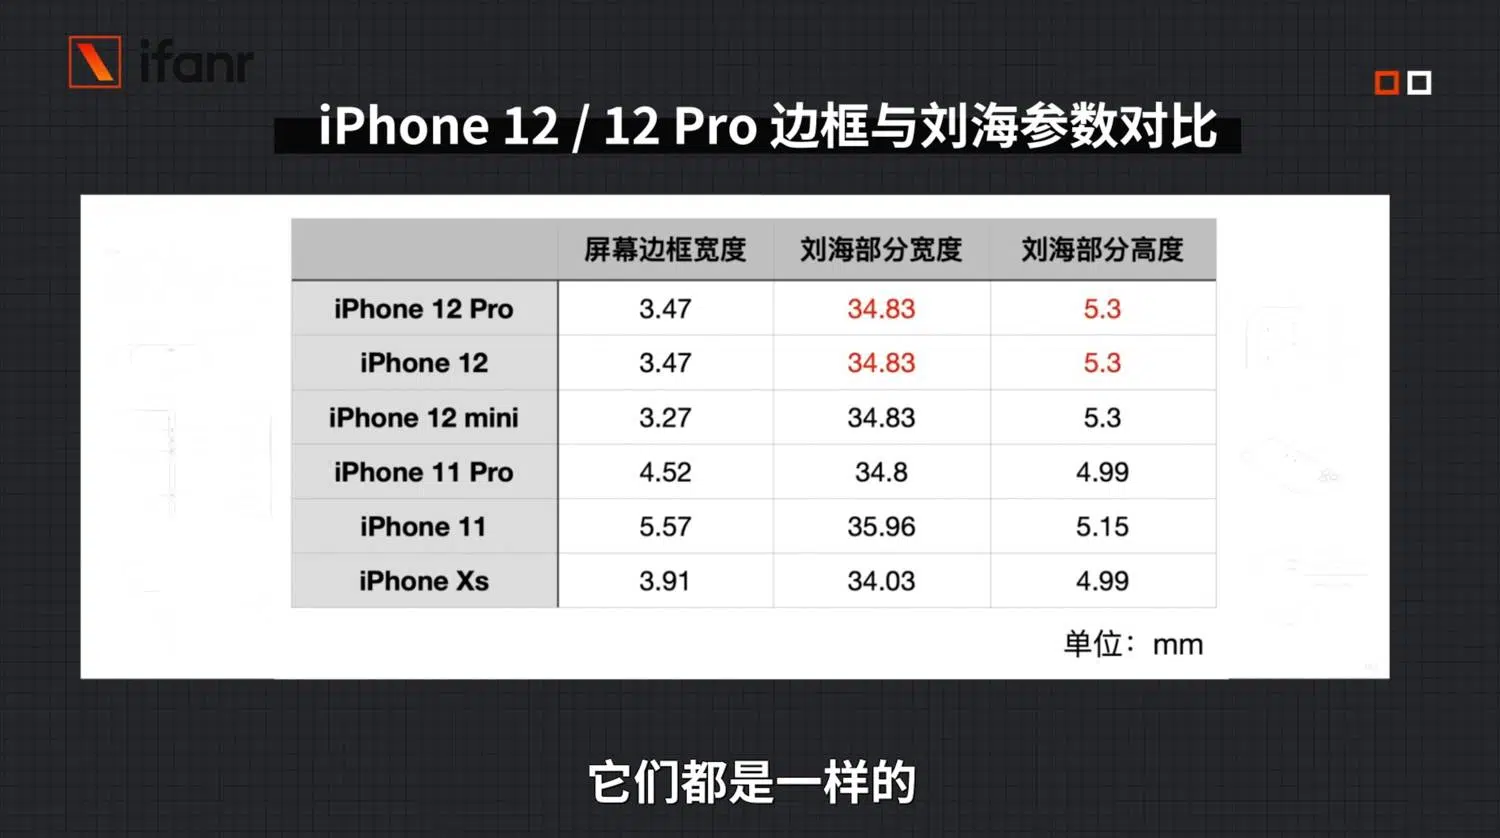 ifanr
iPhone 12 / 12 Pro 边框与刘海参数对比
屏幕边框宽度 刘海部分宽度 刘海部分高度
iPhone 12 Pro 3.47 34.83 5.3
iPhone 12 3.47 34.83 5.3
iPhone 12 mini 3.27 34.83 5.3
iPhone 11 Pro 4.52 34.8 4.99
iPhone 11 5.57 35.96 5.15
iPhone Xs 3.91 34.03 4.99
单位：mm
它们都是一样的